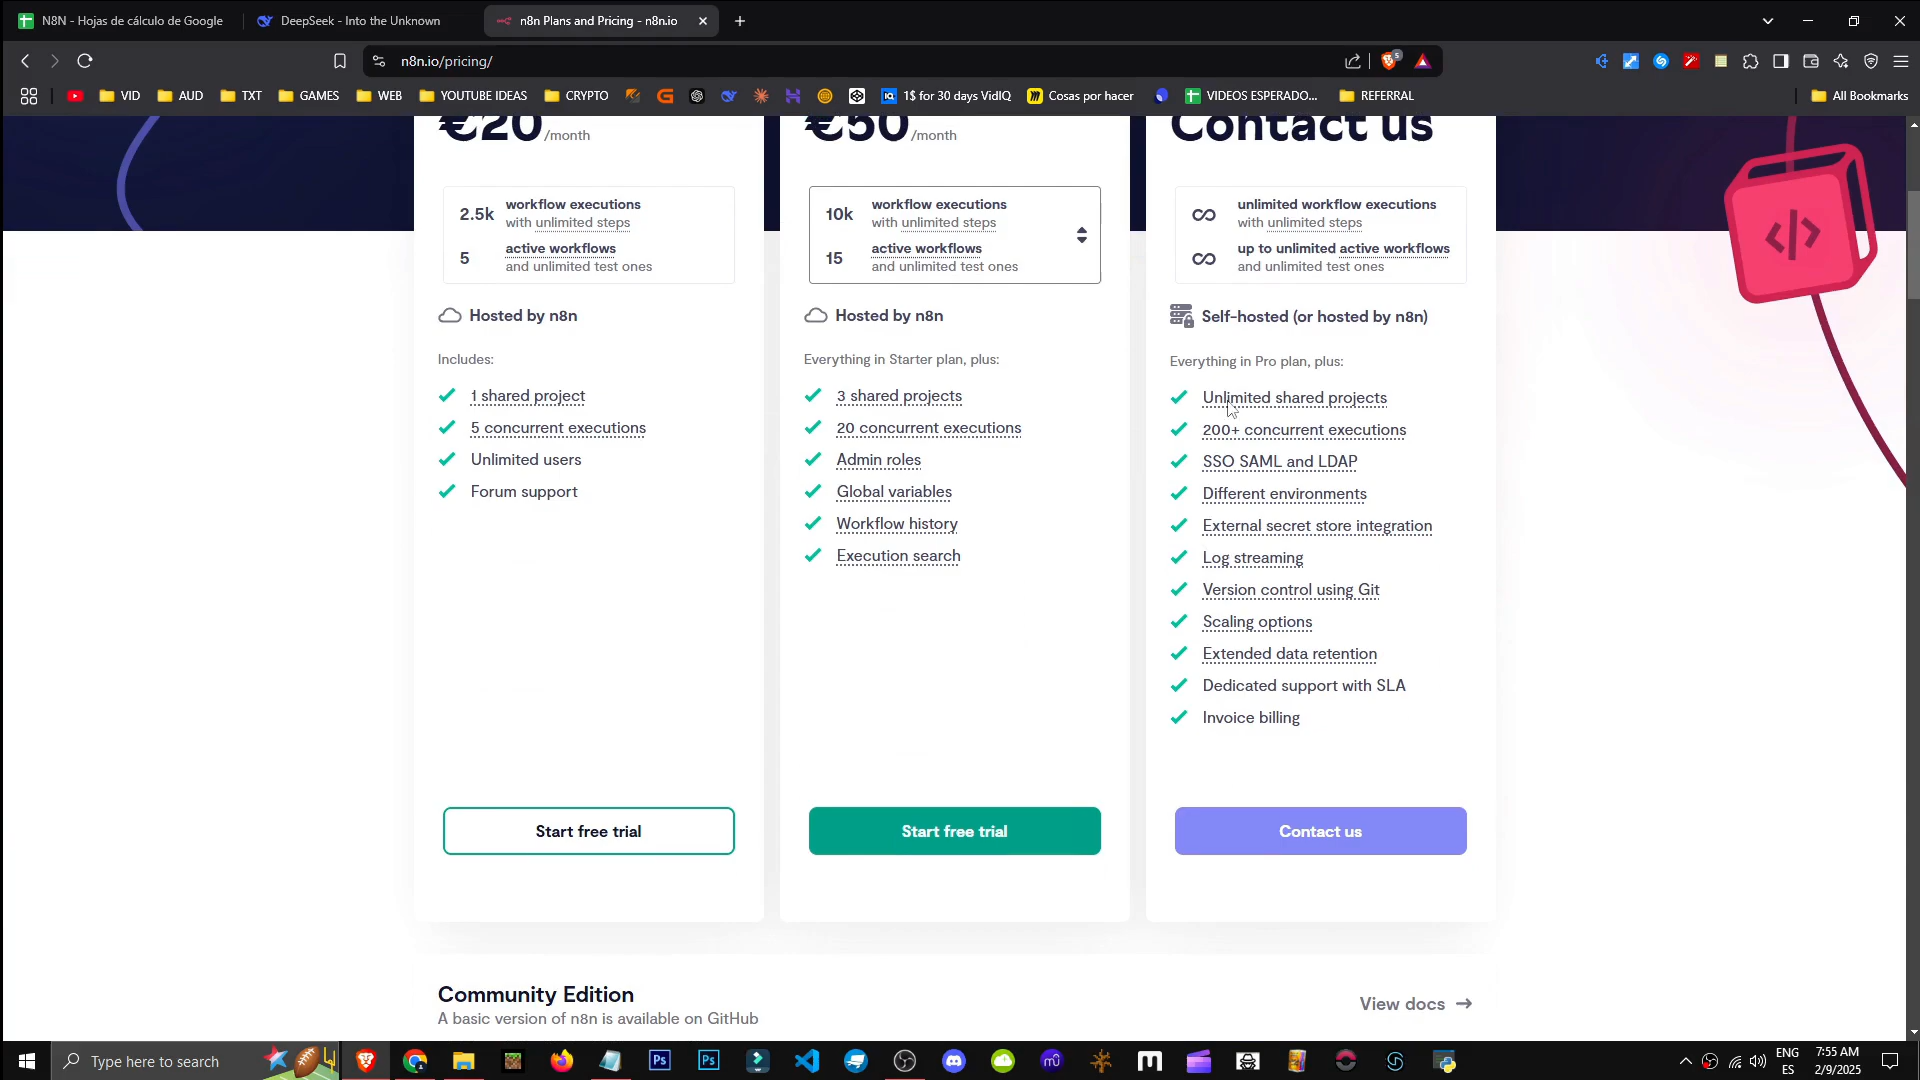 N8N - Hojas de cálculo de Google
DeepSeek - Into the Unknown
n8n Plans and Pricing - n8n.io
n8n.io/pricing/
5
VID
AUD
TXT
GAMES
WEB
YOUTUBE IDEAS
CRYPTO
1$ for 30 days VidIQ
Cosas por hacer
VIDEOS ESPERADO...
REFERRAL
All Bookmarks
€20 /month
2.5k workflow executions
with unlimited steps
5 active workflows
and unlimited test ones
Hosted by n8n
Includes:
1 shared project
5 concurrent executions
Unlimited users
Forum support
Start free trial
€50 /month
10k workflow executions
with unlimited steps
15 active workflows
and unlimited test ones
Hosted by n8n
Everything in Starter plan, plus:
3 shared projects
20 concurrent executions
Admin roles
Global variables
Workflow history
Execution search
Start free trial
Contact us
∞ unlimited workflow executions
with unlimited steps
∞ up to unlimited active workflows
and unlimited test ones
Self-hosted (or hosted by n8n)
Everything in Pro plan, plus:
Unlimited shared projects
200+ concurrent executions
SSO SAML and LDAP
Different environments
External secret store integration
Log streaming
Version control using Git
Scaling options
Extended data retention
Dedicated support with SLA
Invoice billing
Contact us
</>
Community Edition
A basic version of n8n is available on GitHub
View docs →
Type here to search
Ps
Ps
ENG
ES
7:55 AM
2/9/2025